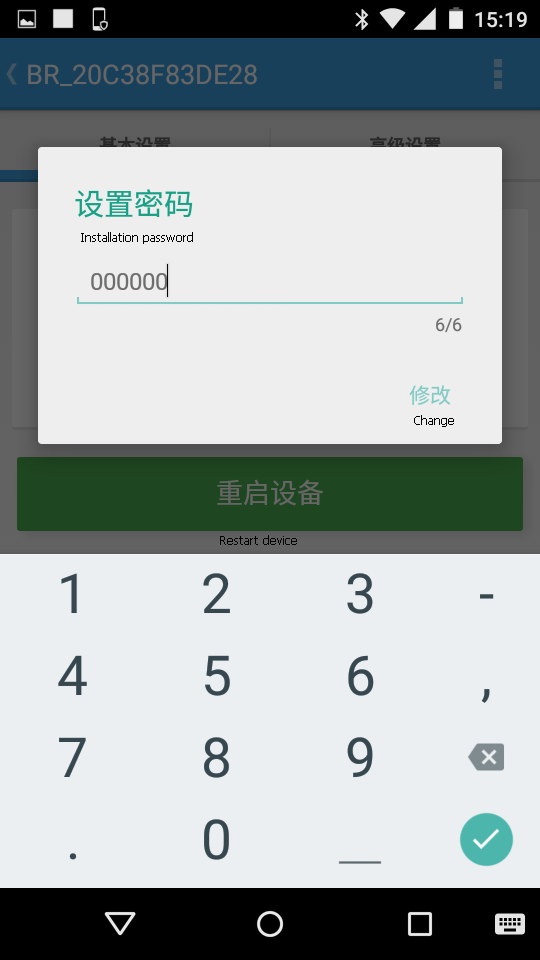 15:19
BR_20C38F83DE28
基本设置
高级设置
设置密码
Installation password
000000
6/6
修改
Change
重启设备
Restart device
1 2 3 -
4 5 6 ,
7 8 9
. 0 _